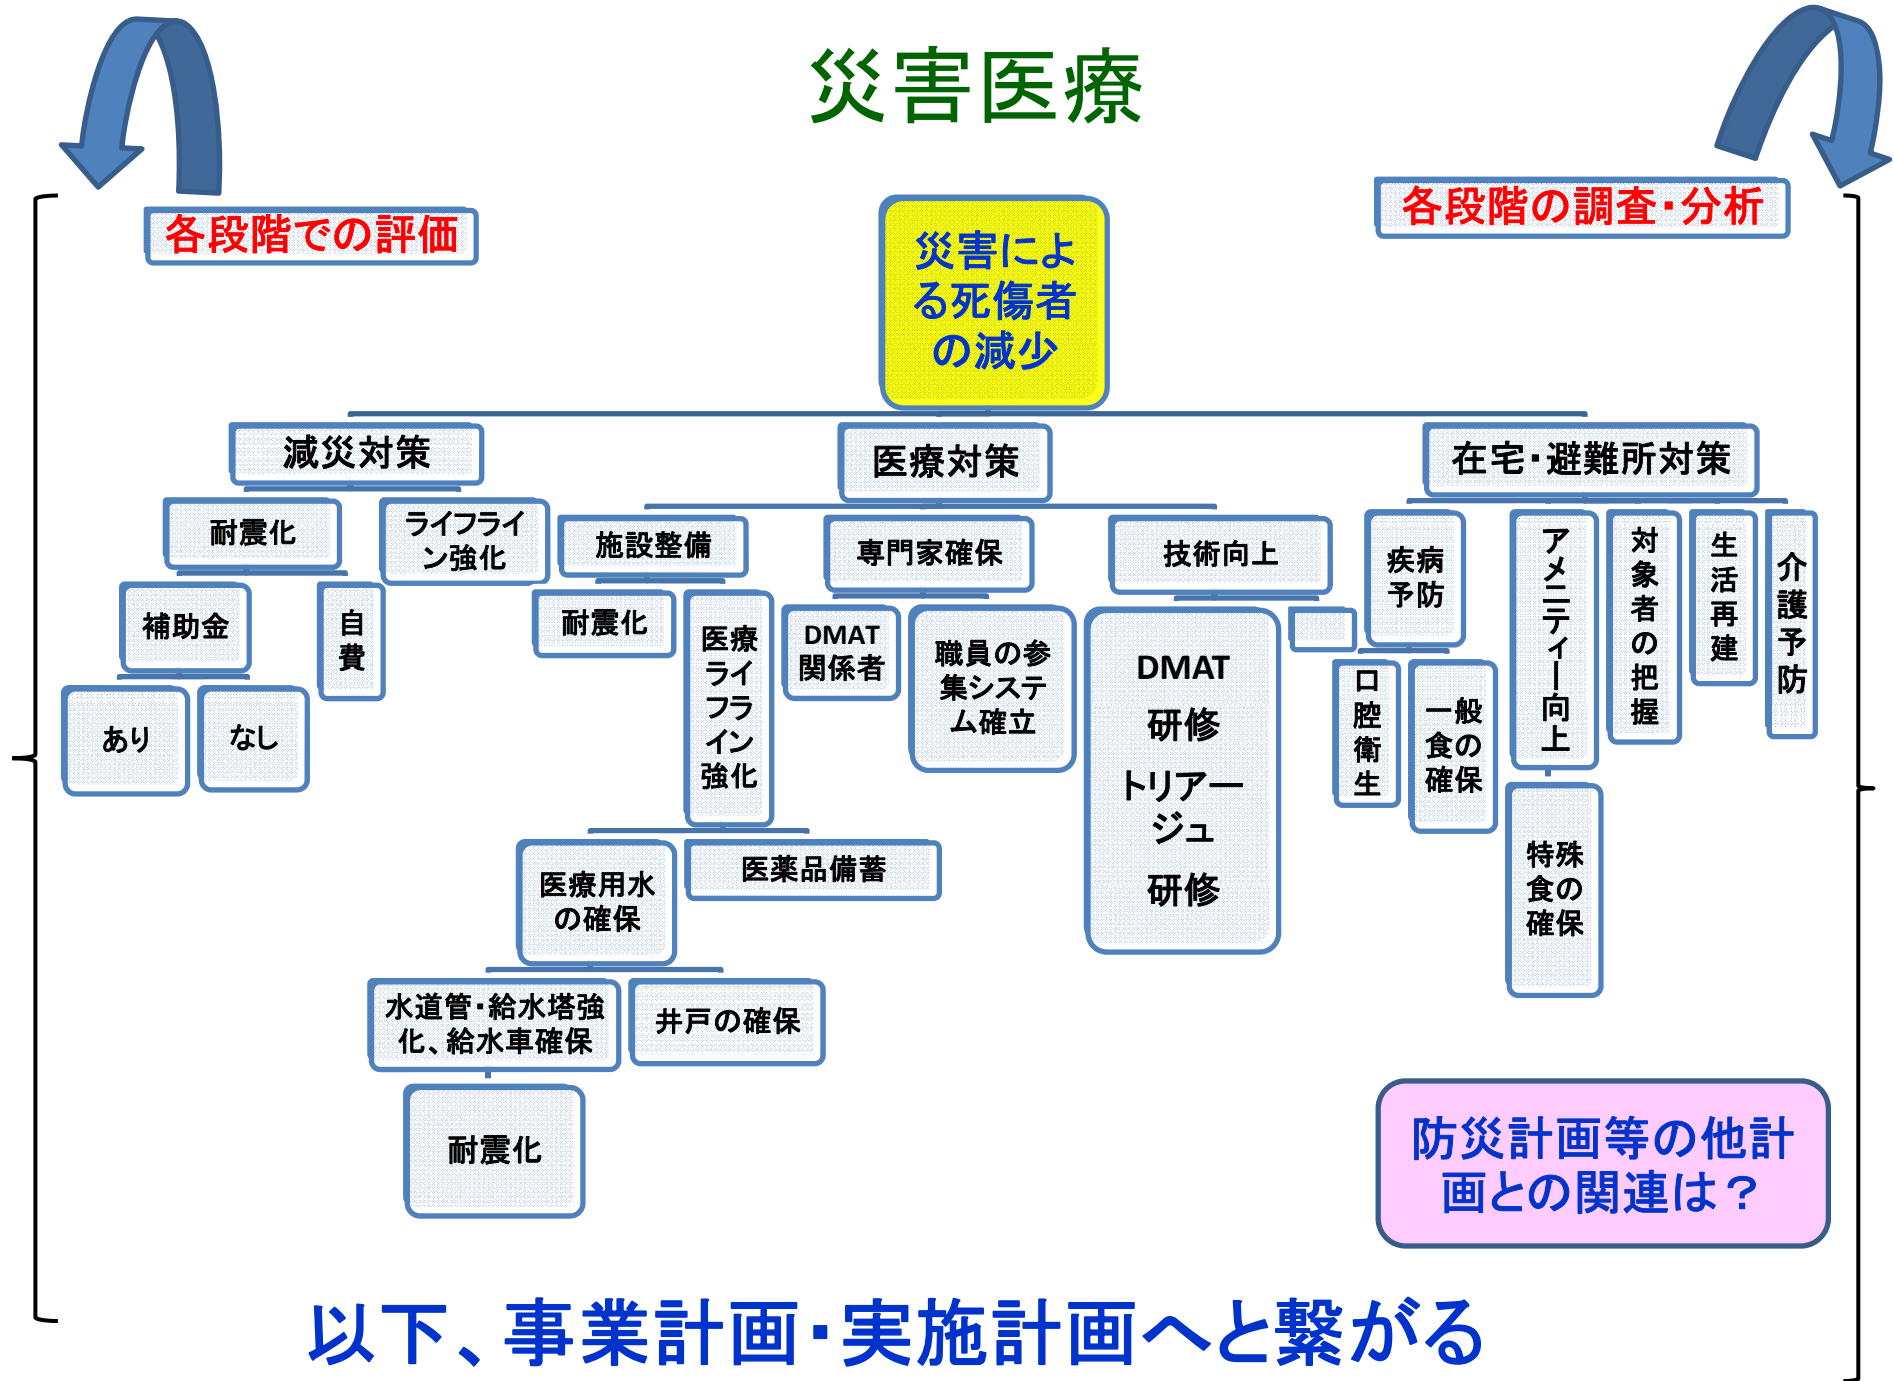 災害医療
各段階での評価
各段階の調査・分析
災害によ
る死傷者
の減少
減災対策
医療対策
在宅・避難所対策
耐震化
ライフライ
ン強化
施設整備
専門家確保
技術向上
疾病
予防
アメニティー向上
対象者の把握
生活再建
介護予防
補助金
自費
耐震化
医療
ライ
フラ
イン
強化
DMAT
関係者
職員の参
集システ
ム確立
DMAT
研修
トリアー
ジュ
研修
口腔衛生
一般
食の
確保
あり
なし
特殊
食の
確保
医療用水
の確保
医薬品備蓄
水道管・給水塔強
化、給水車確保
井戸の確保
耐震化
防災計画等の他計
画との関連は？
以下、事業計画・実施計画へと繋がる